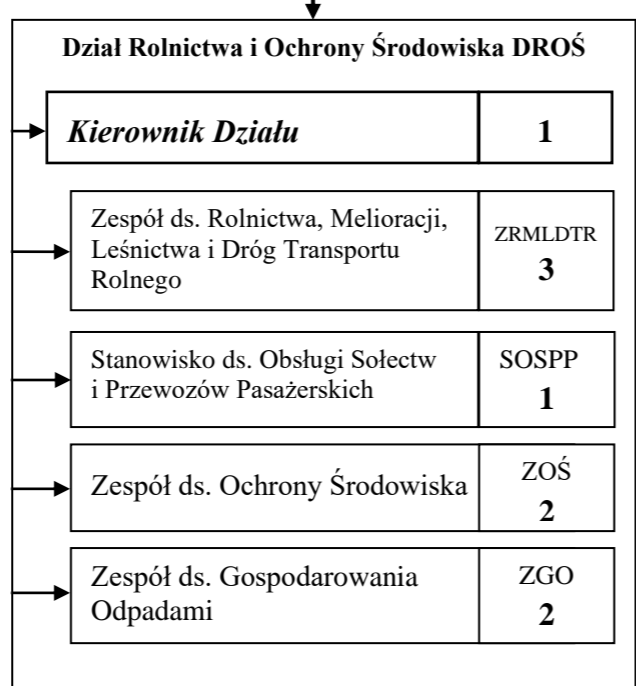 Dział Rolnictwa i Ochrony Środowiska DROŚ
Kierownik Działu
1
Zespół ds. Rolnictwa, Melioracji,
Leśnictwa i Dróg Transportu
Rolnego
ZRMLDTR
3
Stanowisko ds. Obsługi Sołectw
i Przewozów Pasażerskich
SOSPP
1
Zespół ds. Ochrony Środowiska
ZOŚ
2
Zespół ds. Gospodarowania
Odpadami
ZGO
2